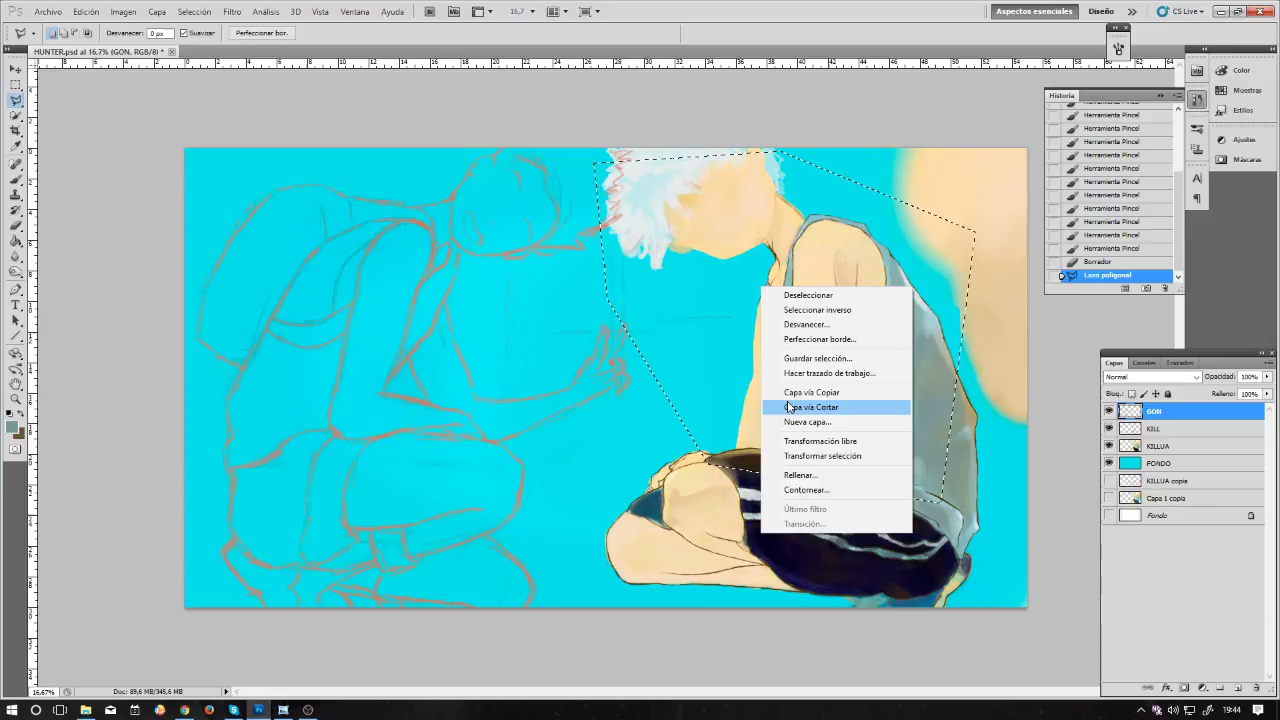 Ps Archivo Edición Imagen Capa Selección Filtro Análisis 3D Vista Ventana Ayuda Br Mb 16,7 Aspectos esenciales Diseño CS Live
Desvanecer: 0 px Suavizar Perfeccionar bor.
HUNTER.psd al 16,7% (GON, RGB/8) *
Color
Muestras
Estilos
Ajustes
Máscaras
Historia
Herramienta Pincel
Herramienta Pincel
Herramienta Pincel
Herramienta Pincel
Herramienta Pincel
Herramienta Pincel
Herramienta Pincel
Herramienta Pincel
Herramienta Pincel
Herramienta Pincel
Herramienta Pincel
Borrador
Lazo poligonal
Deseleccionar
Seleccionar inverso
Desvanecer...
Perfeccionar borde...
Guardar selección...
Hacer trazado de trabajo...
Capa vía Copiar
Capa vía Cortar
Nueva capa...
Transformación libre
Transformar selección
Rellenar...
Contornear...
Último filtro
Transición...
Capas Canales Trazados
Normal Opacidad: 100%
Bloq.: Relleno: 100%
GON
KILL
KILLUA
FONDO
KILLUA copia
Capa 1 copia
Fondo
16,67% Doc: 89,6 MB/345,6 MB
19:44